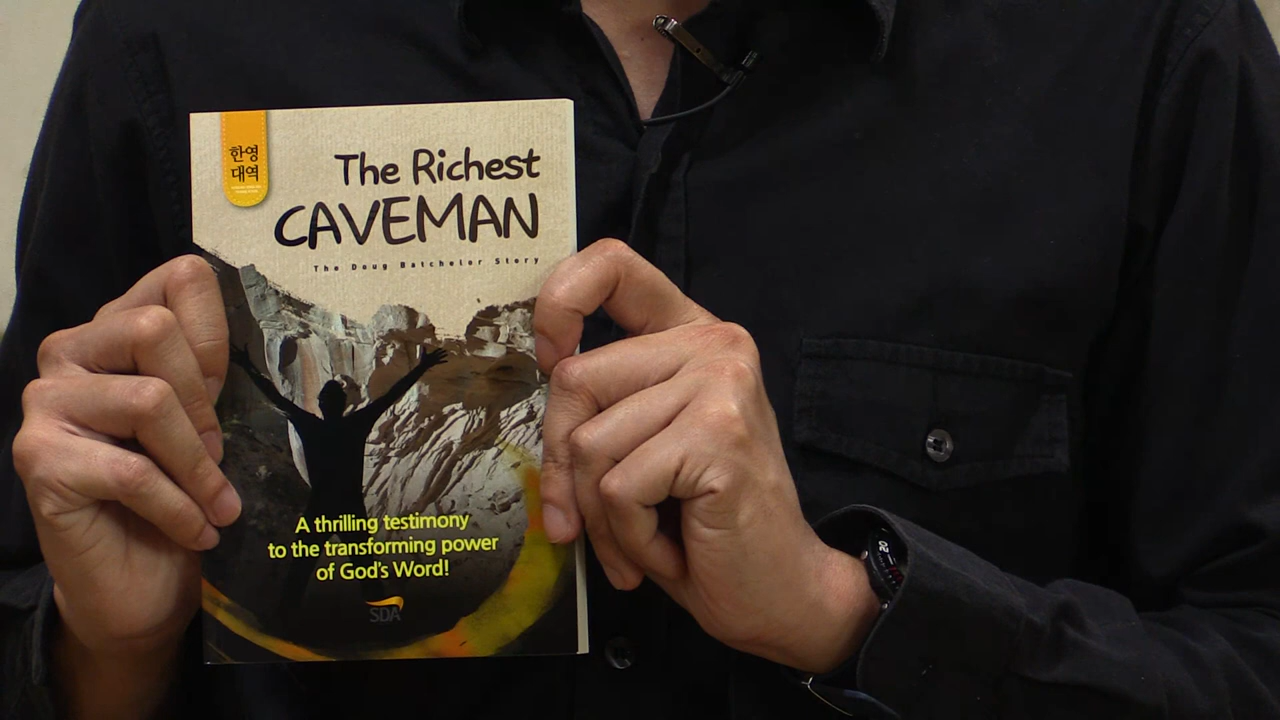 한영
대역
The Richest
CAVEMAN
The Doug Batchelor Story
A thrilling testimony
to the transforming power
of God's Word!
SDA